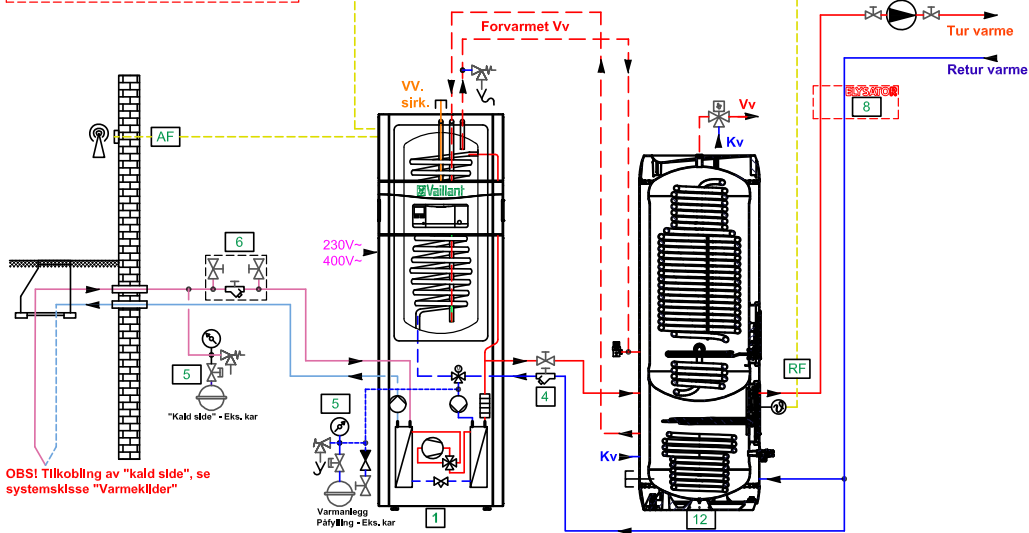 Forvarmet Vv
Tur varme
Retur varme
VV.
sirk.
ELYSATOR
8
Vv
Kv
AF
Vaillant
230V~
400V~
6
5
"Kald side" - Eks. kar
5
4
RF
Kv
OBS! Tilkobling av "kald side", se
systemskisse "Varmekilder"
Varmanlegg
Påfylling - Eks. kar
1
12